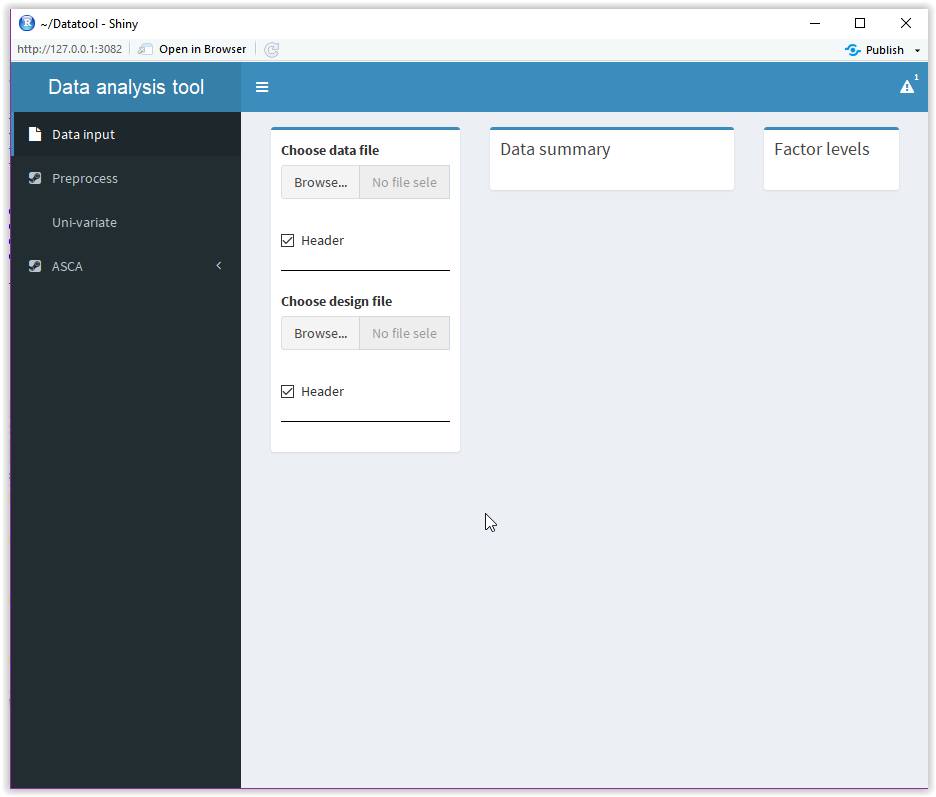 ~/Datatool - Shiny
http://127.0.0.1:3082 Open in Browser Publish
Data analysis tool 1
Data input
Preprocess
Uni-variate
ASCA
Choose data file
Browse... No file sele
Header
Choose design file
Browse... No file sele
Header
Data summary
Factor levels